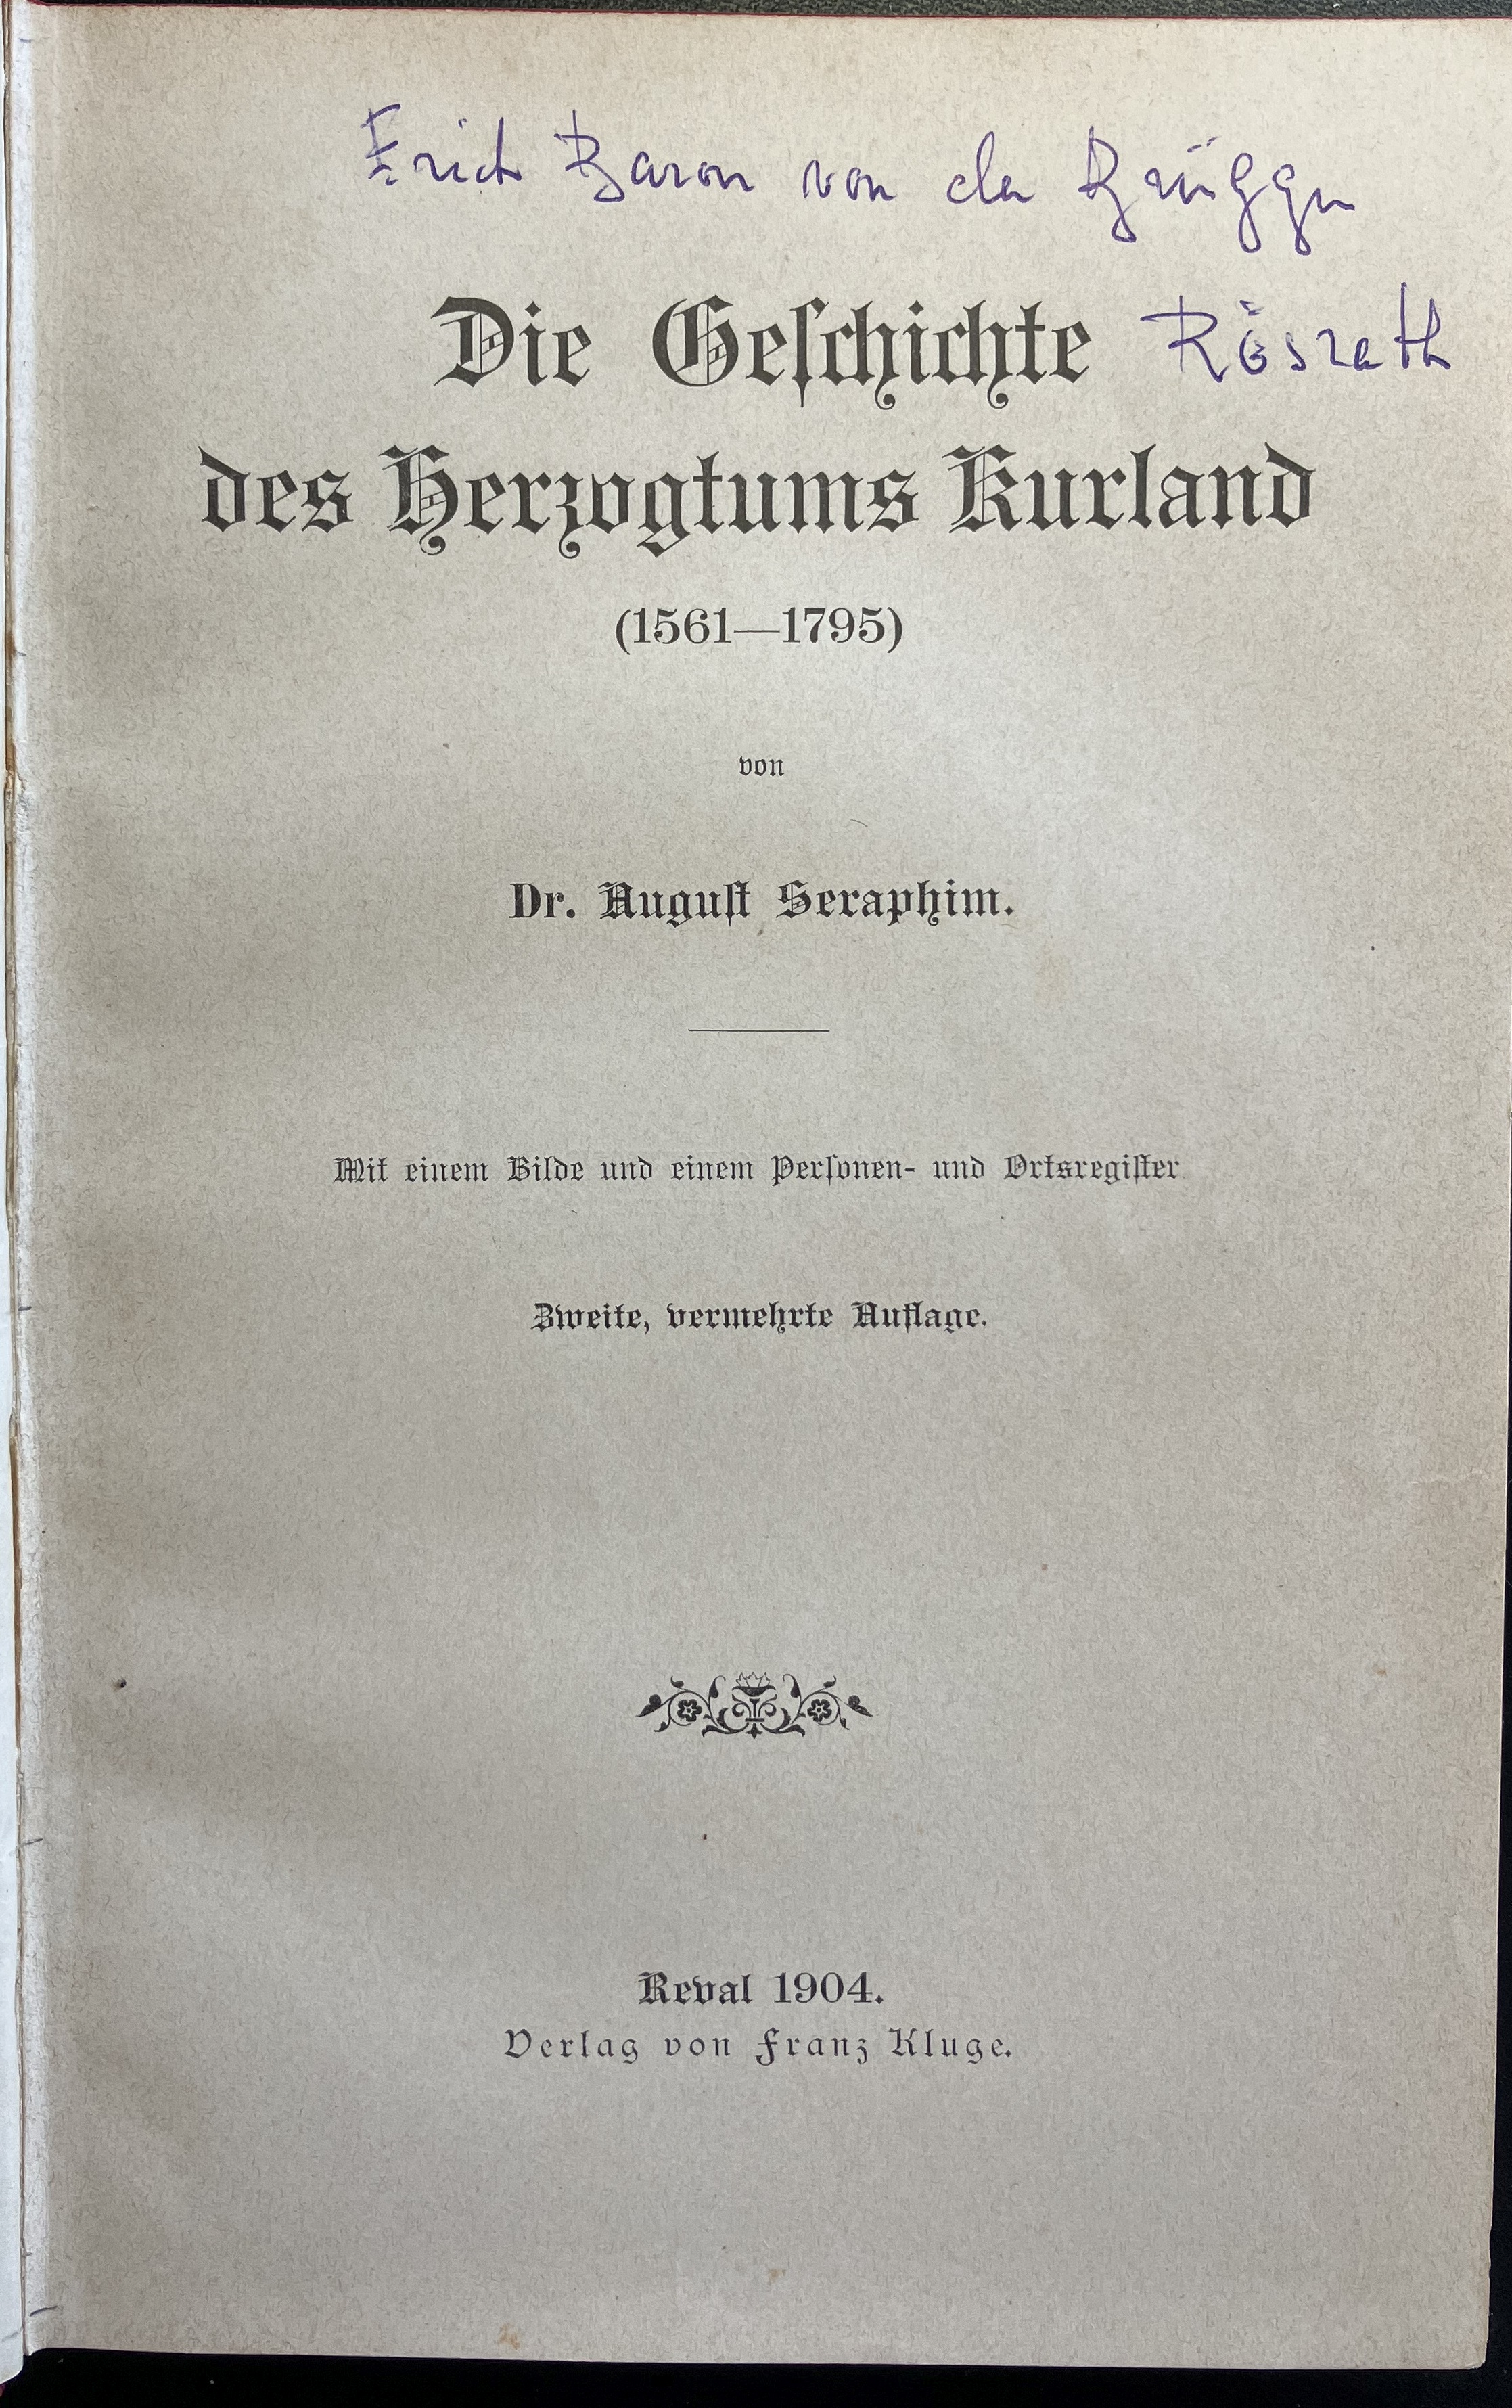 Erich Baron von der Brüggen
Die Geſchichte
Rösrath
des Herzogtums Kurland
(1561—1795)
von
Dr. Auguſt Seraphim.
Mit einem Bilde und einem Perſonen- und Ortsregiſter
Zweite, vermehrte Auflage.
Reval 1904.
Verlag von Franz Kluge.